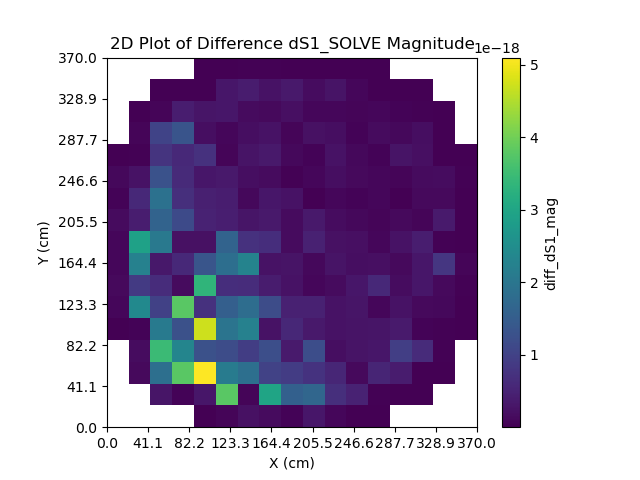 2D Plot of Difference dS1_SOLVE Magnitude
1e−18
370.0
328.9
287.7
246.6
205.5
164.4
123.3
82.2
41.1
0.0
Y (cm)
0.0 41.1 82.2 123.3 164.4 205.5 246.6 287.7 328.9 370.0
X (cm)
5
4
3
2
1
diff_dS1_mag